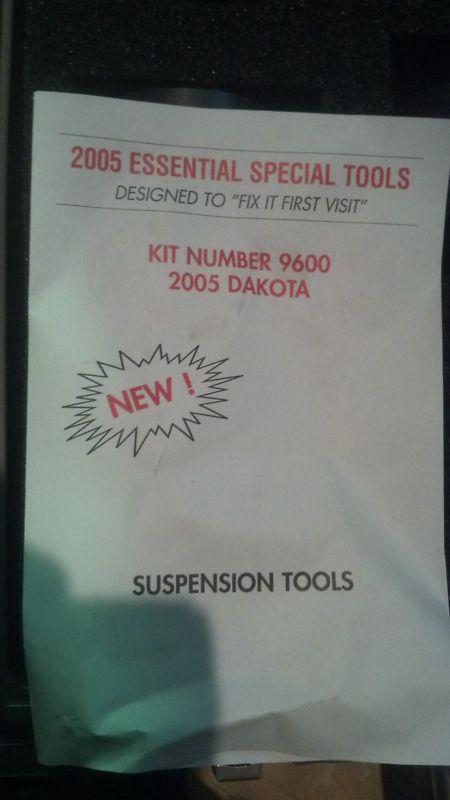 2005 ESSENTIAL SPECIAL TOOLS
DESIGNED TO "FIX IT FIRST VISIT"
KIT NUMBER 9600
2005 DAKOTA
NEW !
SUSPENSION TOOLS